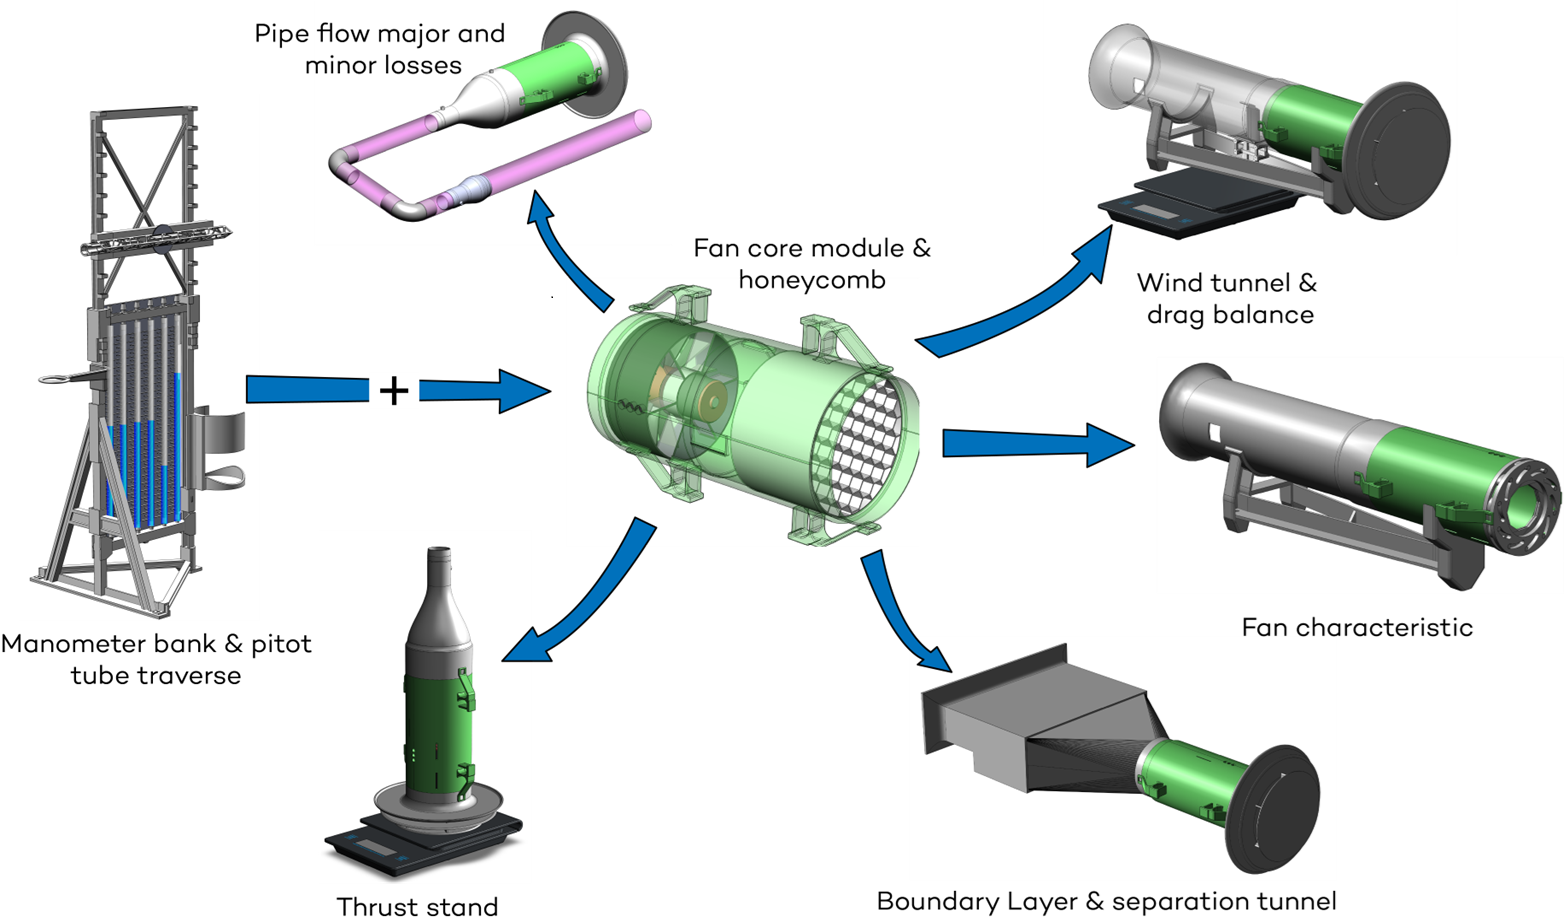 Pipe flow major and
minor losses
Fan core module &
honeycomb
Wind tunnel &
drag balance
+
Manometer bank & pitot
tube traverse
Fan characteristic
Thrust stand
Boundary Layer & separation tunnel